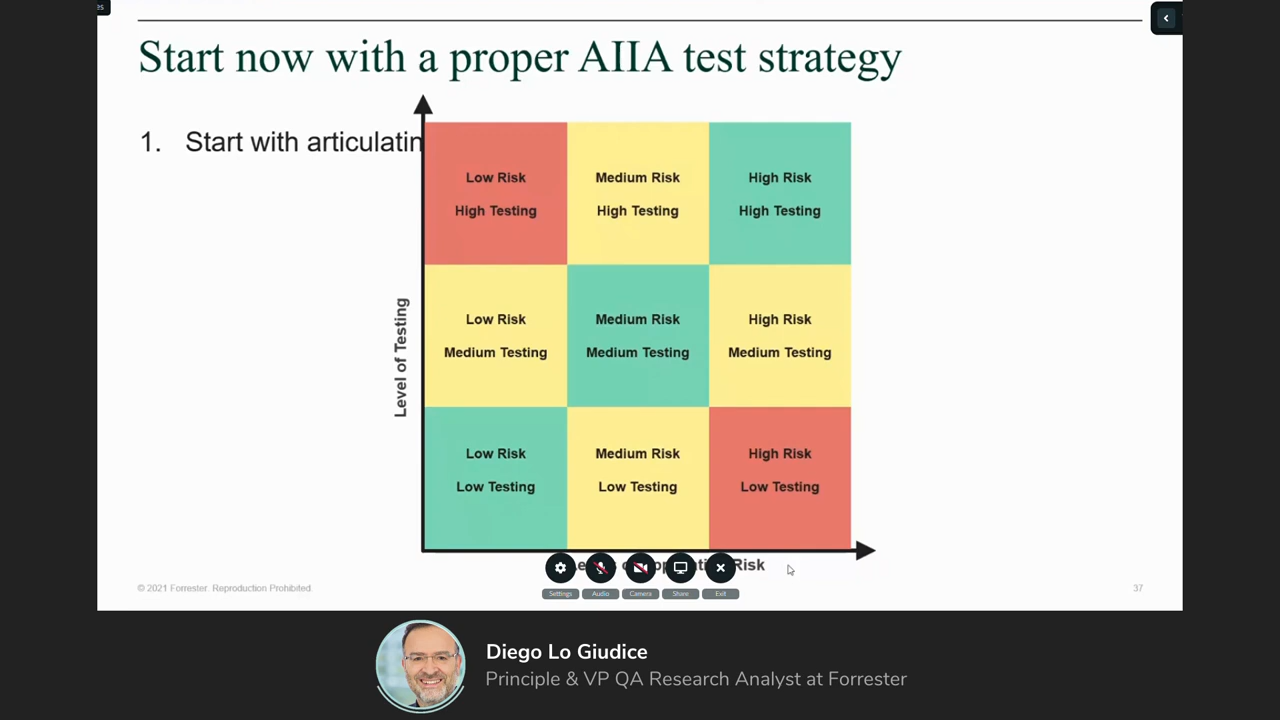 es
Start now with a proper AIIA test strategy
1. Start with articulatin
Low Risk
High Testing
Medium Risk
High Testing
High Risk
High Testing
Level of Testing
Low Risk
Medium Testing
Medium Risk
Medium Testing
High Risk
Medium Testing
Low Risk
Low Testing
Medium Risk
Low Testing
High Risk
Low Testing
Risk
Settings
Audio
Camera
Share
Exit
© 2021 Forrester. Reproduction Prohibited.
37
Diego Lo Giudice
Principle & VP QA Research Analyst at Forrester